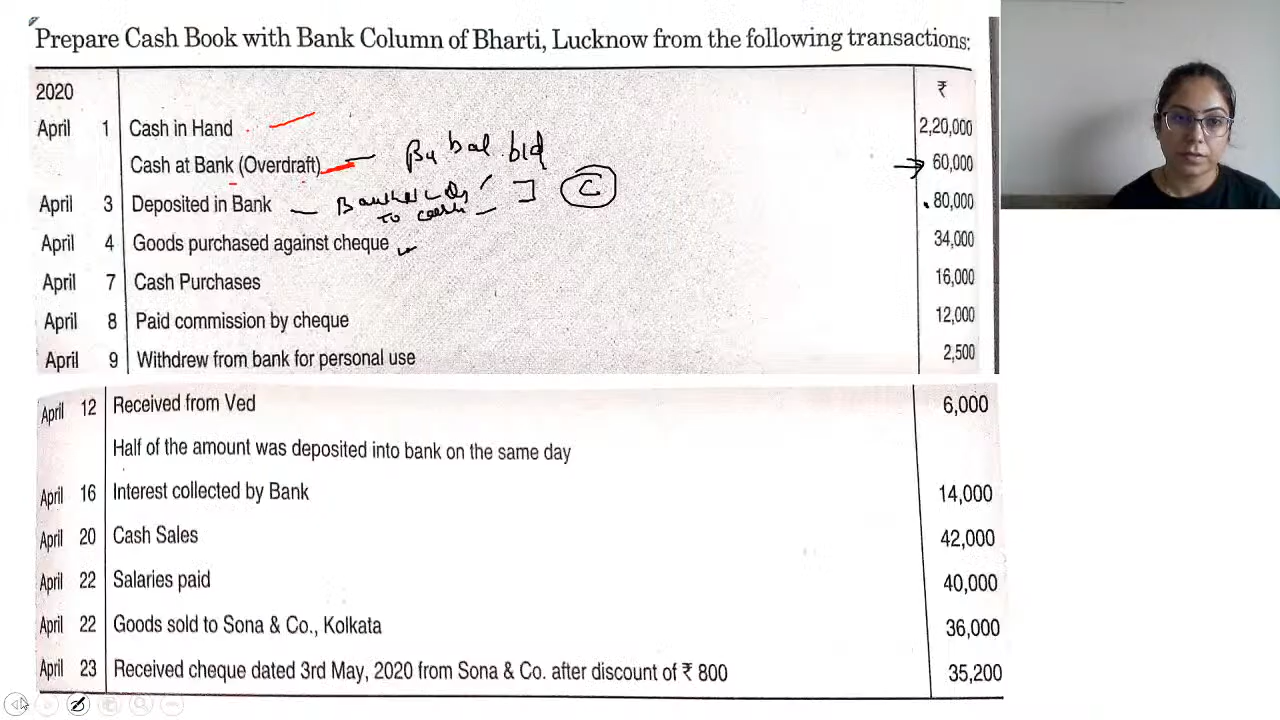 Prepare Cash Book with Bank Column of Bharti, Lucknow from the following transactions:
2020 ₹
April 1 Cash in Hand 2,20,000
Cash at Bank (Overdraft) By bal. b/d 60,000
April 3 Deposited in Bank Bank A/c Dr To cash C 80,000
April 4 Goods purchased against cheque 34,000
April 7 Cash Purchases 16,000
April 8 Paid commission by cheque 12,000
April 9 Withdrew from bank for personal use 2,500
April 12 Received from Ved 6,000
Half of the amount was deposited into bank on the same day
April 16 Interest collected by Bank 14,000
April 20 Cash Sales 42,000
April 22 Salaries paid 40,000
April 22 Goods sold to Sona & Co., Kolkata 36,000
April 23 Received cheque dated 3rd May, 2020 from Sona & Co. after discount of ₹ 800 35,200